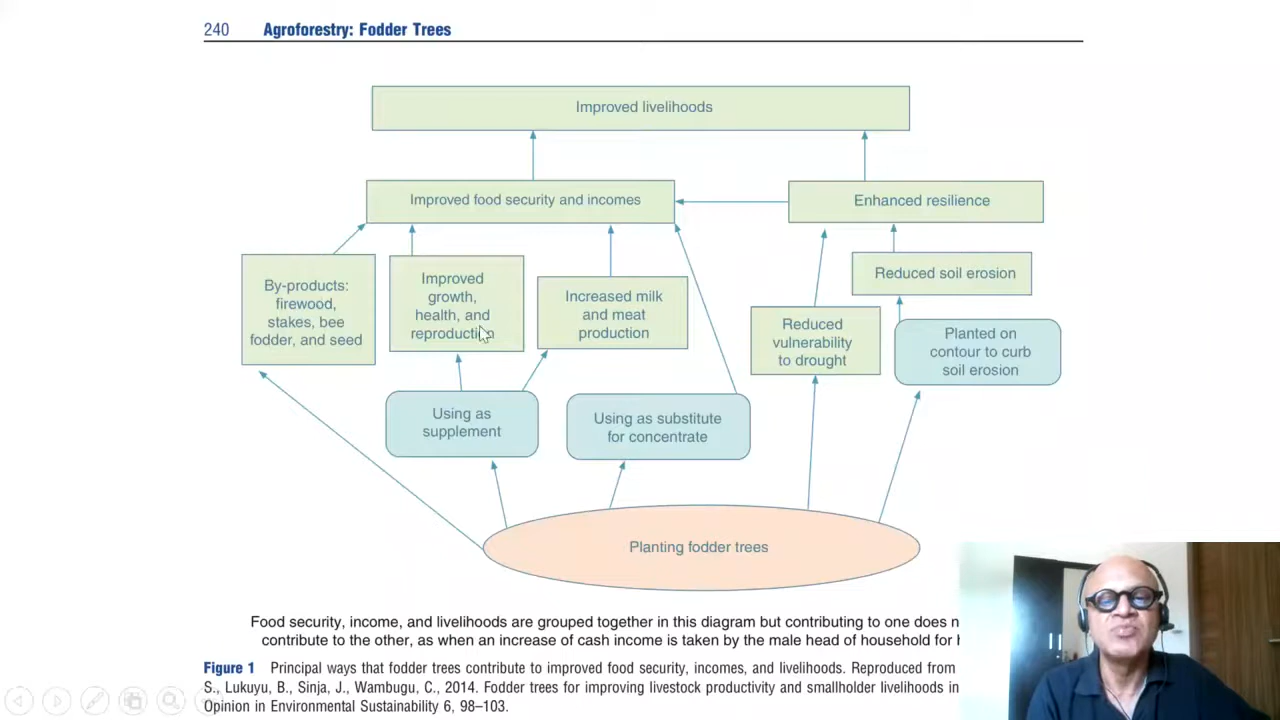 240 Agroforestry: Fodder Trees
Improved livelihoods
Improved food security and incomes
Enhanced resilience
By-products:
firewood,
stakes, bee
fodder, and seed
Improved
growth,
health, and
reproduction
Increased milk
and meat
production
Reduced soil erosion
Reduced
vulnerability
to drought
Planted on
contour to curb
soil erosion
Using as
supplement
Using as substitute
for concentrate
Planting fodder trees
Food security, income, and livelihoods are grouped together in this diagram but contributing to one does
contribute to the other, as when an increase of cash income is taken by the male head of household for
Figure 1 Principal ways that fodder trees contribute to improved food security, incomes, and livelihoods. Reproduced from
S., Lukuyu, B., Sinja, J., Wambugu, C., 2014. Fodder trees for improving livestock productivity and smallholder livelihoods in
Opinion in Environmental Sustainability 6, 98–103.